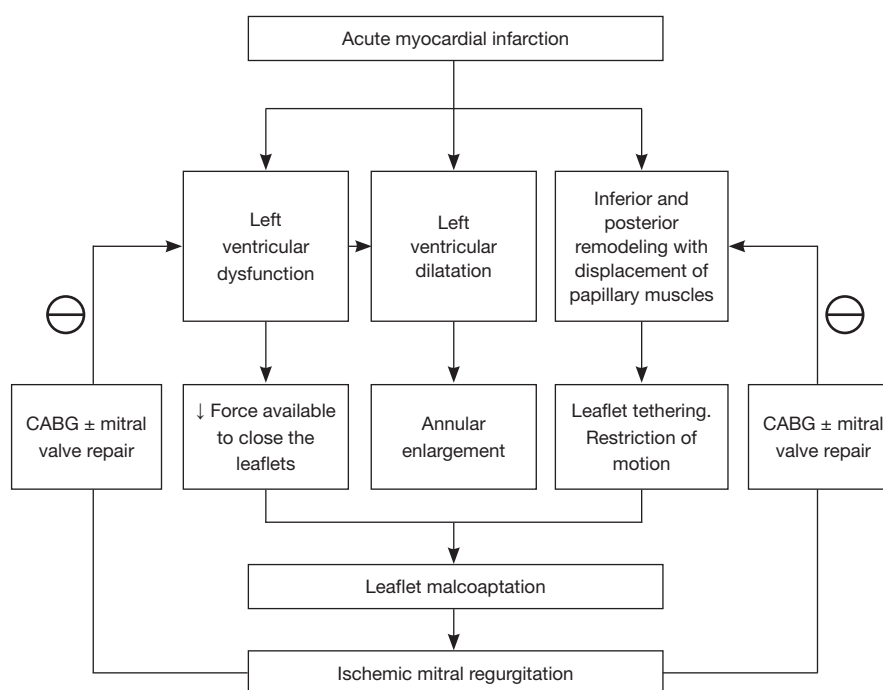 Acute myocardial infarction
Left
ventricular
dysfunction
Left
ventricular
dilatation
Inferior and
posterior
remodeling with
displacement of
papillary muscles
CABG ± mitral
valve repair
↓ Force available
to close the
leaflets
Annular
enlargement
Leaflet tethering.
Restriction of
motion
CABG ± mitral
valve repair
Leaflet malcoaptation
Ischemic mitral regurgitation